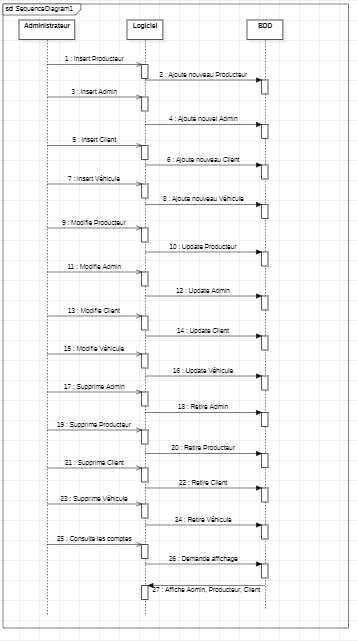 sd SequenceDiagram1
Administrateur
Logiciel
BDD
1 : Insert Producteur
2 : Ajoute nouveau Producteur
3 : Insert Admin
4 : Ajoute nouvel Admin
5 : Insert Client
6 : Ajoute nouveau Client
7 : Insert Véhicule
8 : Ajoute nouveau Véhicule
9 : Modifie Producteur
10 : Update Producteur
11 : Modifie Admin
12 : Update Admin
13 : Modifie Client
14 : Update Client
15 : Modifie Véhicule
16 : Update Véhicule
17 : Supprime Admin
18 : Retire Admin
19 : Supprime Producteur
20 : Retire Producteur
21 : Supprime Client
22 : Retire Client
23 : Supprime Véhicule
24 : Retire Véhicule
25 : Consulte les comptes
26 : Demande affichage
27 : Affiche Admin, Producteur, Client